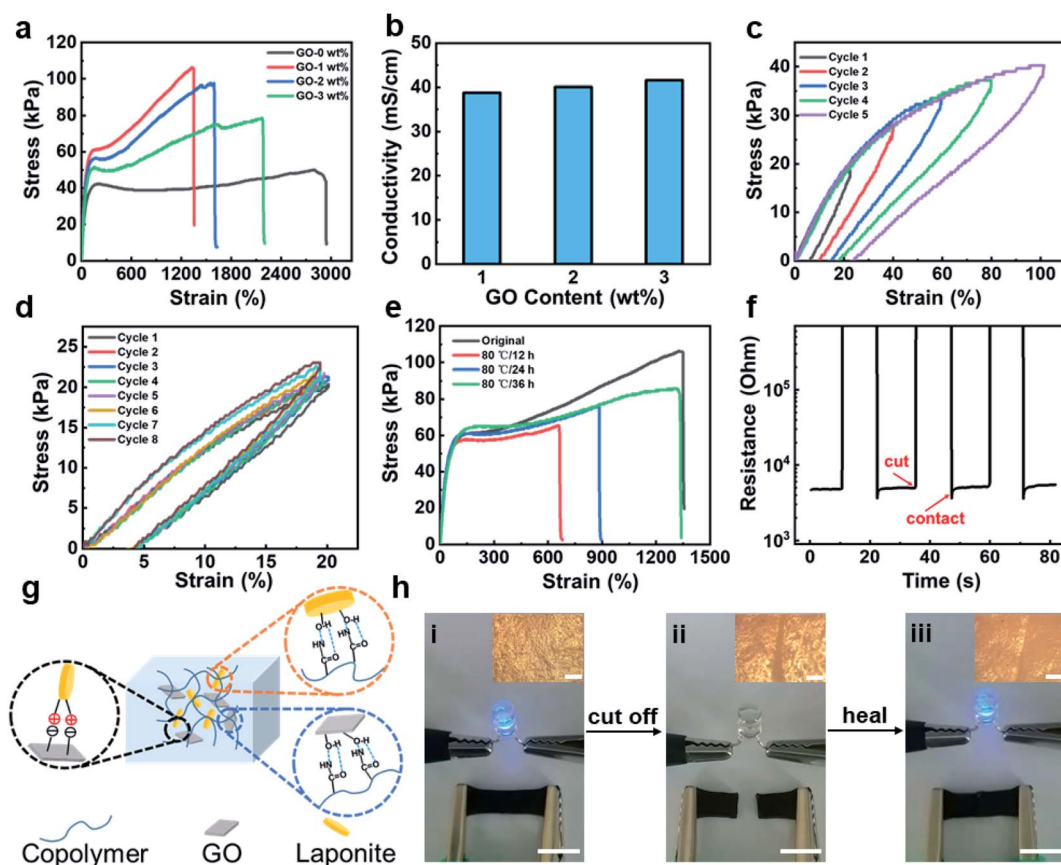 a
120
100
80
60
40
20
0
Stress (kPa)
0 600 1200 1800 2400 3000
Strain (%)
GO-0 wt%
GO-1 wt%
GO-2 wt%
GO-3 wt%
b
50
40
30
20
10
0
Conductivity (mS/cm)
1 2 3
GO Content (wt%)
c
40
30
20
10
0
Stress (kPa)
0 20 40 60 80 100
Strain (%)
Cycle 1
Cycle 2
Cycle 3
Cycle 4
Cycle 5
d
25
20
15
10
5
0
Stress (kPa)
0 5 10 15 20
Strain (%)
Cycle 1
Cycle 2
Cycle 3
Cycle 4
Cycle 5
Cycle 6
Cycle 7
Cycle 8
e
120
100
80
60
40
20
0
Stress (kPa)
0 300 600 900 1200 1500
Strain (%)
Original
80 ℃/12 h
80 ℃/24 h
80 ℃/36 h
f
10⁵
10⁴
10³
Resistance (Ohm)
0 20 40 60 80
Time (s)
cut
contact
g
O-H
O-H
HN
HN
C=O
C=O
O-H
O-H
HN
HN
C=O
C=O
+ +
- -
Copolymer GO Laponite
h
i
cut off
ii
heal
iii